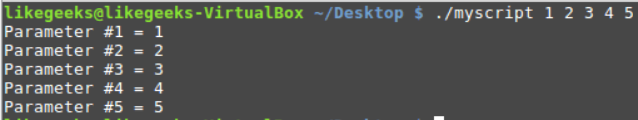 likegeeks@likegeeks-VirtualBox ~/Desktop $ ./myscript 1 2 3 4 5
Parameter #1 = 1
Parameter #2 = 2
Parameter #3 = 3
Parameter #4 = 4
Parameter #5 = 5